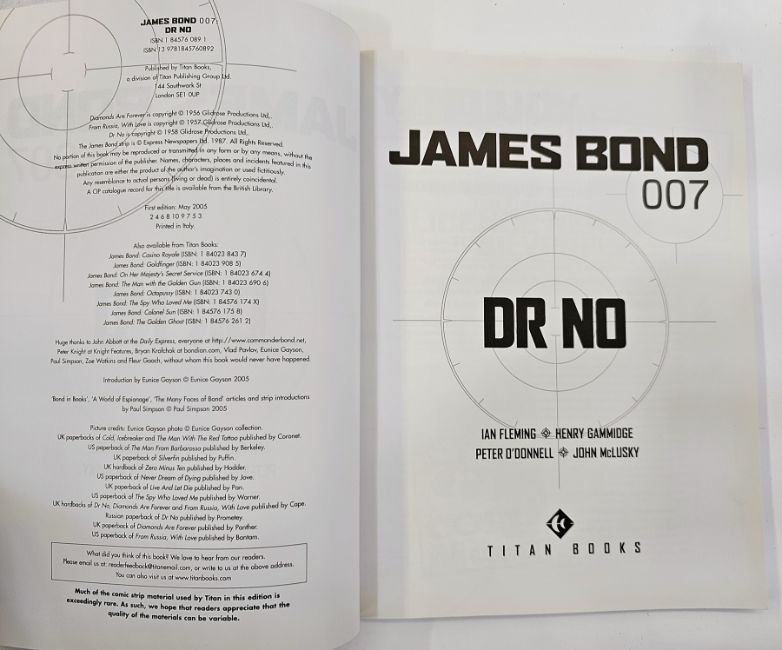 JAMES BOND 007:
DR NO
ISBN 1 84576 089 1
ISBN 13 9781845760892
Published by Titan Books,
a division of Titan Publishing Group Ltd.
144 Southwark St
London SE1 0UP
Diamonds Are Forever is copyright © 1956 Glidrose Productions Ltd,.
From Russia, With Love is copyright © 1957 Glidrose Productions Ltd,.
Dr No is copyright © 1958 Glidrose Productions Ltd,.
The James Bond strip is © Express Newspapers Ltd. 1987. All Rights Reserved.
No portion of this book may be reproduced or transmitted in any form or by any means, without the
express written permission of the publisher. Names, characters, places and incidents featured in this
publication are either the product of the author's imagination or used fictitiously.
Any resemblance to actual persons (living or dead) is entirely coincidental.
A CIP catalogue record for this title is available from the British Library.
First edition: May 2005
2 4 6 8 10 9 7 5 3
Printed in Italy.
Also available from Titan Books:
James Bond: Casino Royale (ISBN: 1 84023 843 7)
James Bond: Goldfinger (ISBN: 1 84023 908 5)
James Bond: On Her Majesty's Secret Service (ISBN: 1 84023 674 4)
James Bond: The Man with the Golden Gun (ISBN: 1 84023 690 6)
James Bond: Octopussy (ISBN: 1 84023 743 0)
James Bond: The Spy Who Loved Me (ISBN: 1 84576 174 X)
James Bond: Colonel Sun (ISBN: 1 84576 175 8)
James Bond: The Golden Ghost (ISBN: 1 84576 261 2)
Huge thanks to John Abbott at the Daily Express, everyone at http://www.commanderbond.net,
Peter Knight at Knight Features, Bryan Krofchok at bondian.com, Vlad Pavlov, Eunice Gayson,
Paul Simpson, Zoe Watkins and Fleur Gooch, without whom this book would never have happened.
Introduction by Eunice Gayson © Eunice Gayson 2005
'Bond in Books', 'A World of Espionage', 'The Many Faces of Bond' articles and strip introductions
by Paul Simpson © Paul Simpson 2005
Picture credits: Eunice Gayson photo © Eunice Gayson collection.
UK paperbacks of Cold, Icebreaker and The Man With The Red Tattoo published by Coronet.
US paperback of The Man From Barbarossa published by Berkeley.
UK paperback of Silverfin published by Puffin.
UK hardback of Zero Minus Ten published by Hodder.
US paperback of Never Dream of Dying published by Jove.
UK paperback of Live And Let Die published by Pan.
US paperback of The Spy Who Loved Me published by Warner.
UK hardbacks of Dr No, Diamonds Are Forever and From Russia, With Love published by Cape.
Russian paperback of Dr No published by Prometey.
UK paperback of Diamonds Are Forever published by Panther.
US paperback of From Russia, With Love published by Bantam.
What did you think of this book? We love to hear from our readers.
Please email us at: readerfeedback@titanemail.com, or write to us at the above address.
You can also visit us at www.titanbooks.com
Much of the comic strip material used by Titan in this edition is
exceedingly rare. As such, we hope that readers appreciate that the
quality of the materials can be variable.
JAMES BOND
007
DR NO
IAN FLEMING HENRY GAMMIDGE
PETER O'DONNELL JOHN McLUSKY
TITAN BOOKS